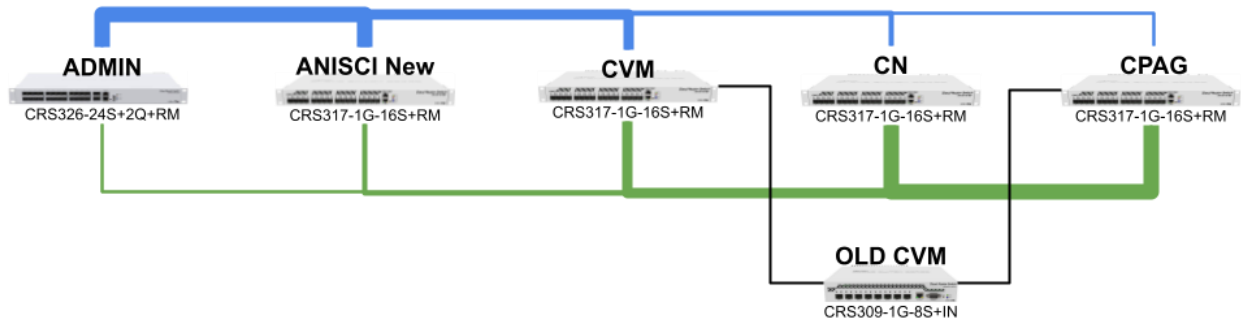 ADMIN
CRS326-24S+2Q+RM
ANISCI New
CRS317-1G-16S+RM
CVM
CRS317-1G-16S+RM
CN
CRS317-1G-16S+RM
CPAG
CRS317-1G-16S+RM
OLD CVM
CRS309-1G-8S+IN